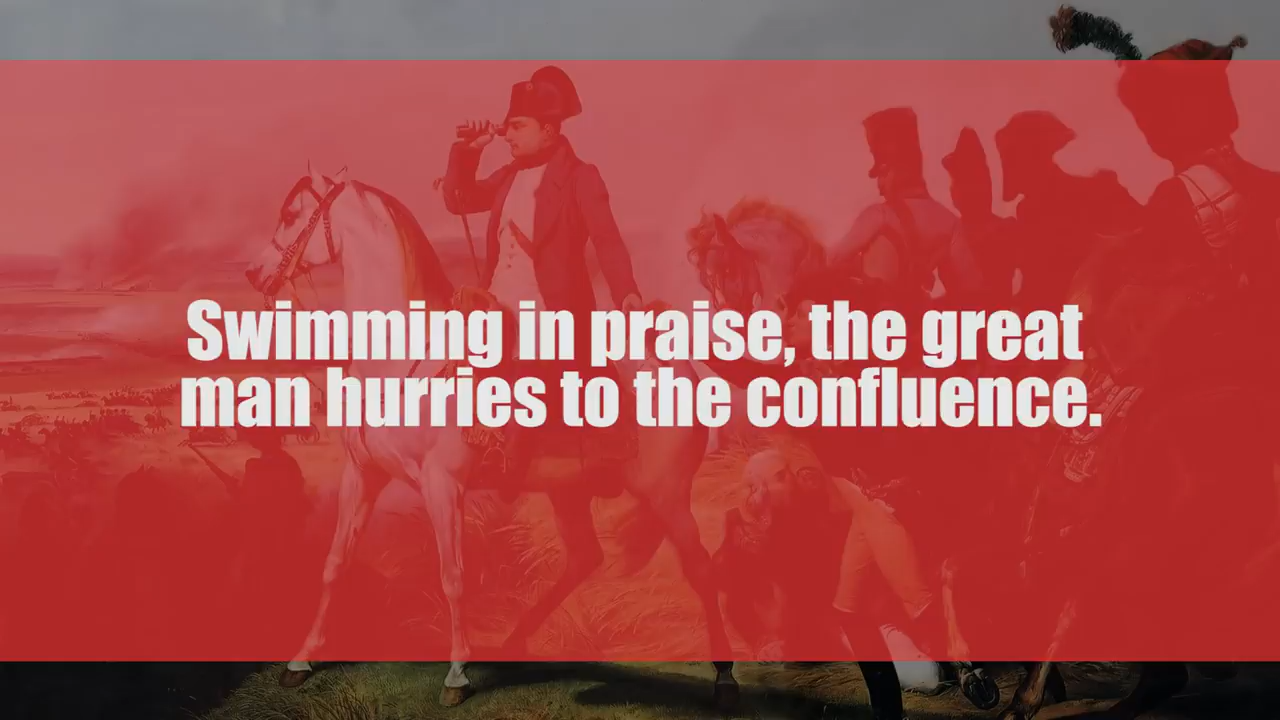 Swimming in praise, the great
man hurries to the confluence.